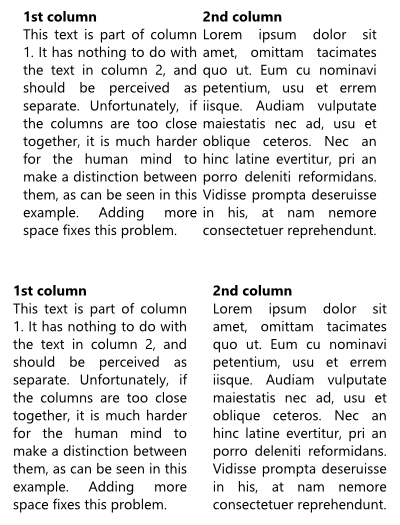 1st column
This text is part of column
1. It has nothing to do with
the text in column 2, and
should be perceived as
separate. Unfortunately, if
the columns are too close
together, it is much harder
for the human mind to
make a distinction between
them, as can be seen in this
example. Adding more
space fixes this problem.
2nd column
Lorem ipsum dolor sit
amet, omittam tacimates
quo ut. Eum cu nominavi
petentium, usu et errem
iisque. Audiam vulputate
maiestatis nec ad, usu et
oblique ceteros. Nec an
hinc latine evertitur, pri an
porro deleniti reformidans.
Vidisse prompta deseruisse
in his, at nam nemore
consectetuer reprehendunt.
1st column
This text is part of column
1. It has nothing to do with
the text in column 2, and
should be perceived as
separate. Unfortunately, if
the columns are too close
together, it is much harder
for the human mind to
make a distinction between
them, as can be seen in this
example. Adding more
space fixes this problem.
2nd column
Lorem ipsum dolor sit
amet, omittam tacimates
quo ut. Eum cu nominavi
petentium, usu et errem
iisque. Audiam vulputate
maiestatis nec ad, usu et
oblique ceteros. Nec an
hinc latine evertitur, pri an
porro deleniti reformidans.
Vidisse prompta deseruisse
in his, at nam nemore
consectetuer reprehendunt.